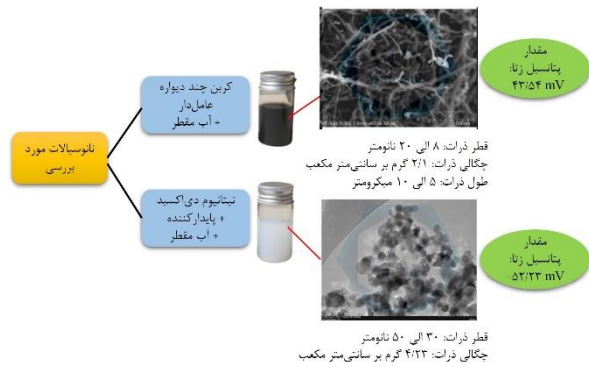 نانوسیالات مورد
بررسی
کربن چند دیواره
عامل‌دار
+ آب مقطر
مقدار
پتانسیل زتا:
۴۳/۵۴ mV
قطر ذرات: ۸ الی ۲۰ نانومتر
چگالی ذرات: ۲/۱ گرم بر سانتی‌متر مکعب
طول ذرات: ۵ الی ۱۰ میکرومتر
تیتانیوم دی‌اکسید
+ پایدارکننده
+ آب مقطر
مقدار
پتانسیل زتا:
۵۲/۲۳ mV
قطر ذرات: ۳۰ الی ۵۰ نانومتر
چگالی ذرات: ۴/۲۳ گرم بر سانتی‌متر مکعب